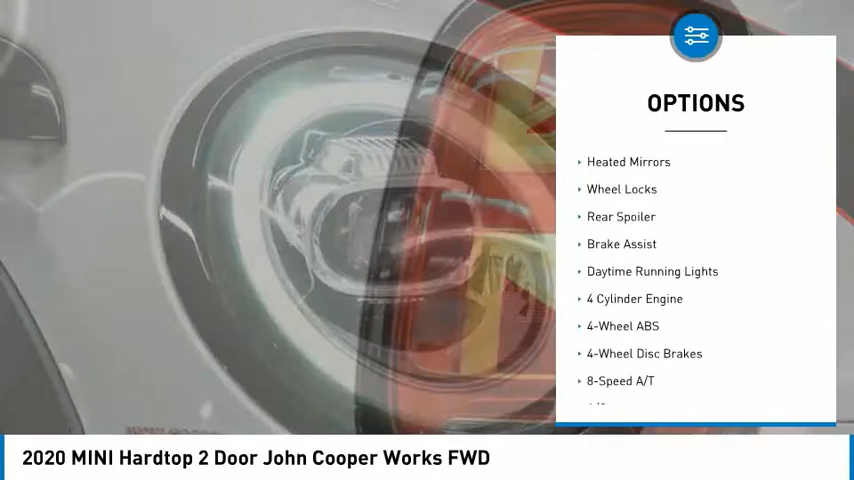 OPTIONS
Heated Mirrors
Wheel Locks
Rear Spoiler
Brake Assist
Daytime Running Lights
4 Cylinder Engine
4-Wheel ABS
4-Wheel Disc Brakes
8-Speed A/T
2020 MINI Hardtop 2 Door John Cooper Works FWD